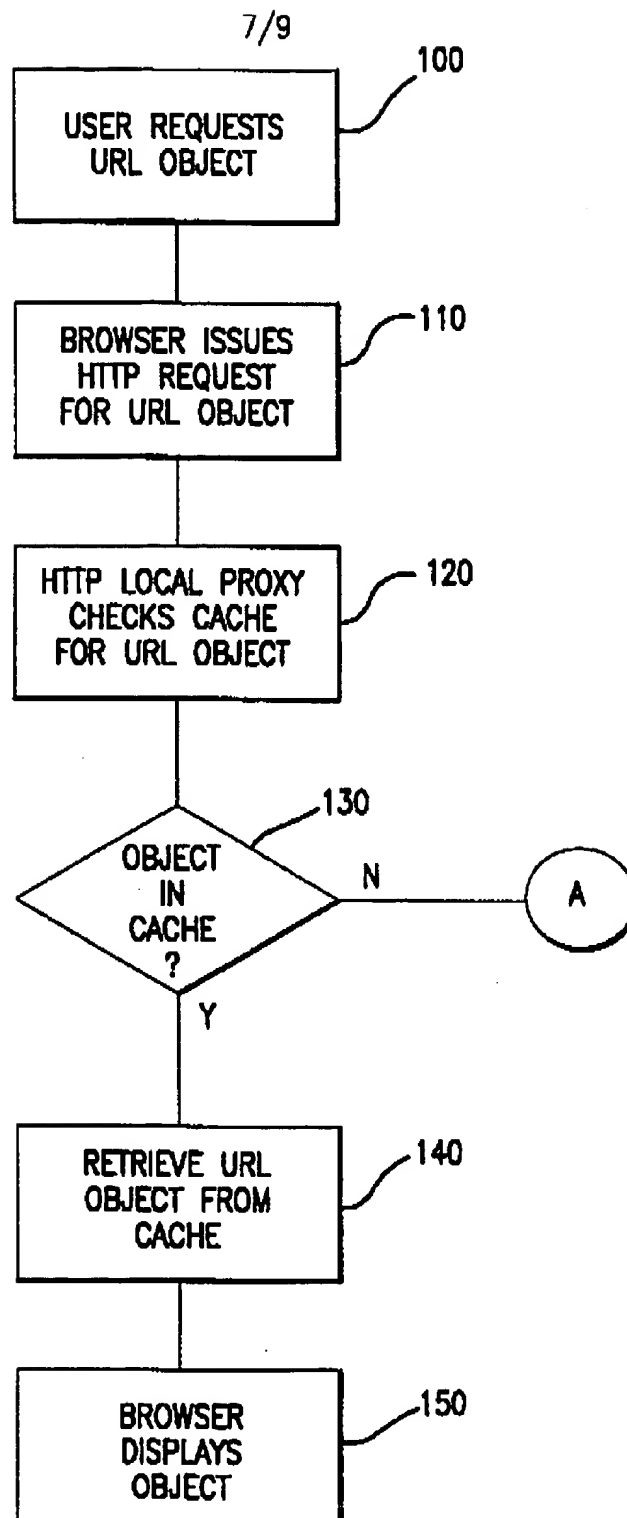 7/9
100
USER REQUESTS
URL OBJECT
110
BROWSER ISSUES
HTTP REQUEST
FOR URL OBJECT
120
HTTP LOCAL PROXY
CHECKS CACHE
FOR URL OBJECT
130
OBJECT
IN
CACHE
?
N
A
Y
140
RETRIEVE URL
OBJECT FROM
CACHE
150
BROWSER
DISPLAYS
OBJECT